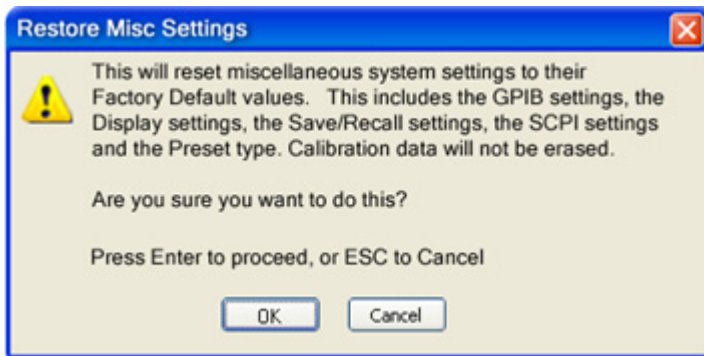 Restore Misc Settings
This will reset miscellaneous system settings to their
Factory Default values. This includes the GPIB settings, the
Display settings, the Save/Recall settings, the SCPI settings
and the Preset type. Calibration data will not be erased.
Are you sure you want to do this?
Press Enter to proceed, or ESC to Cancel
OK
Cancel